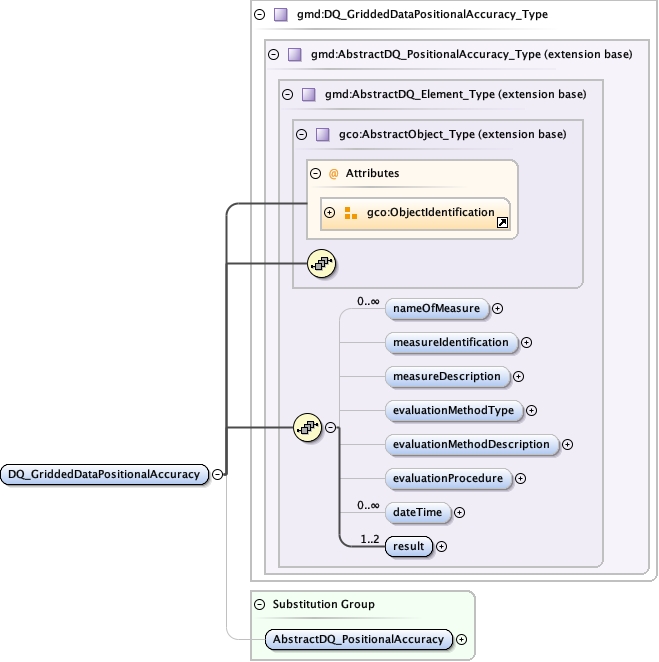 gmd:DQ_GriddedDataPositionalAccuracy_Type
gmd:AbstractDQ_PositionalAccuracy_Type (extension base)
gmd:AbstractDQ_Element_Type (extension base)
gco:AbstractObject_Type (extension base)
@ Attributes
gco:ObjectIdentification
0..∞
nameOfMeasure
measureIdentification
measureDescription
evaluationMethodType
evaluationMethodDescription
DQ_GriddedDataPositionalAccuracy
evaluationProcedure
0..∞
dateTime
1..2
result
Substitution Group
AbstractDQ_PositionalAccuracy